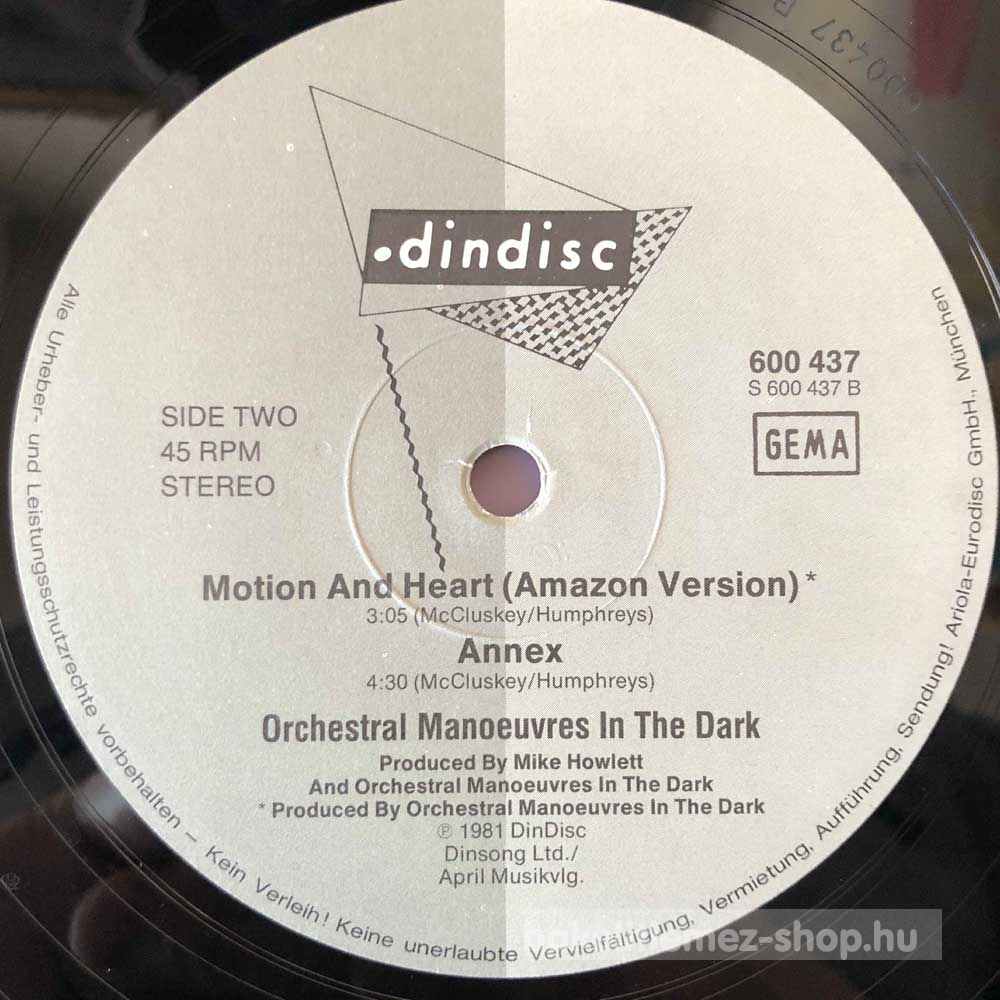 .dindisc
600 437
S 600 437 B
GEMA
SIDE TWO
45 RPM
STEREO
Motion And Heart (Amazon Version)*
3:05 (McCluskey/Humphreys)
Annex
4:30 (McCluskey/Humphreys)
Orchestral Manoeuvres In The Dark
Produced By Mike Howlett
And Orchestral Manoeuvres In The Dark
* Produced By Orchestral Manoeuvres In The Dark
℗ 1981 DinDisc
Dinsong Ltd./
April Musikvlg.
Alle Urheber- und Leistungsschutzrechte vorbehalten – Kein Verleih! Keine unerlaubte Vervielfältigung, Vermietung, Aufführung, Sendung! Ariola-Eurodisc GmbH., München
600437 B
-shop.hu